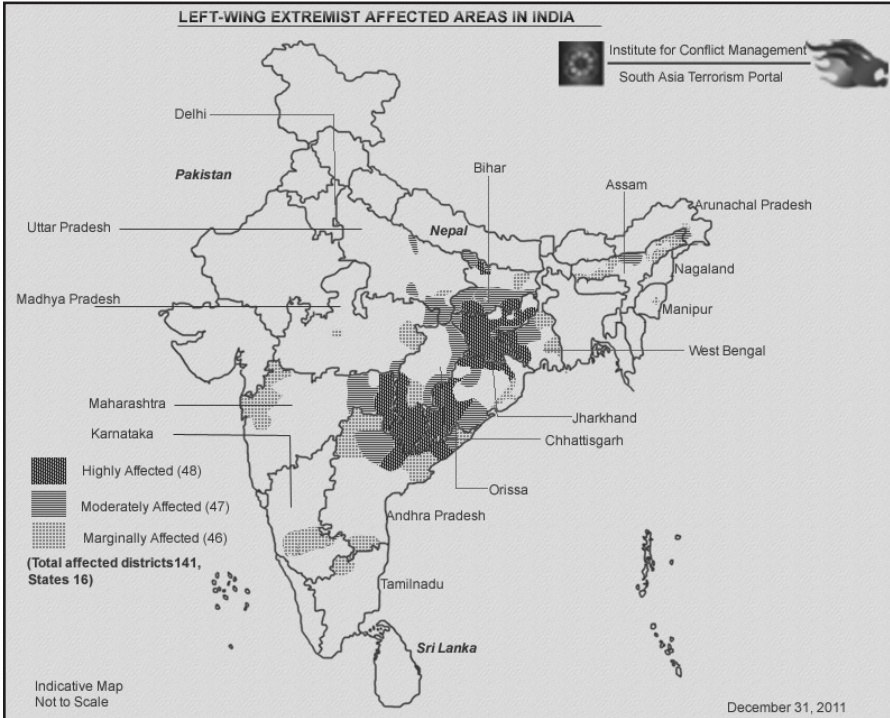 LEFT-WING EXTREMIST AFFECTED AREAS IN INDIA
Institute for Conflict Management
South Asia Terrorism Portal
Delhi
Pakistan
Bihar
Assam
Arunachal Pradesh
Uttar Pradesh
Nepal
Nagaland
Madhya Pradesh
Manipur
West Bengal
Maharashtra
Jharkhand
Karnataka
Chhattisgarh
Highly Affected (48)
Orissa
Moderately Affected (47)
Andhra Pradesh
Marginally Affected (46)
(Total affected districts141,
States 16)
Tamilnadu
Sri Lanka
Indicative Map
Not to Scale
December 31, 2011